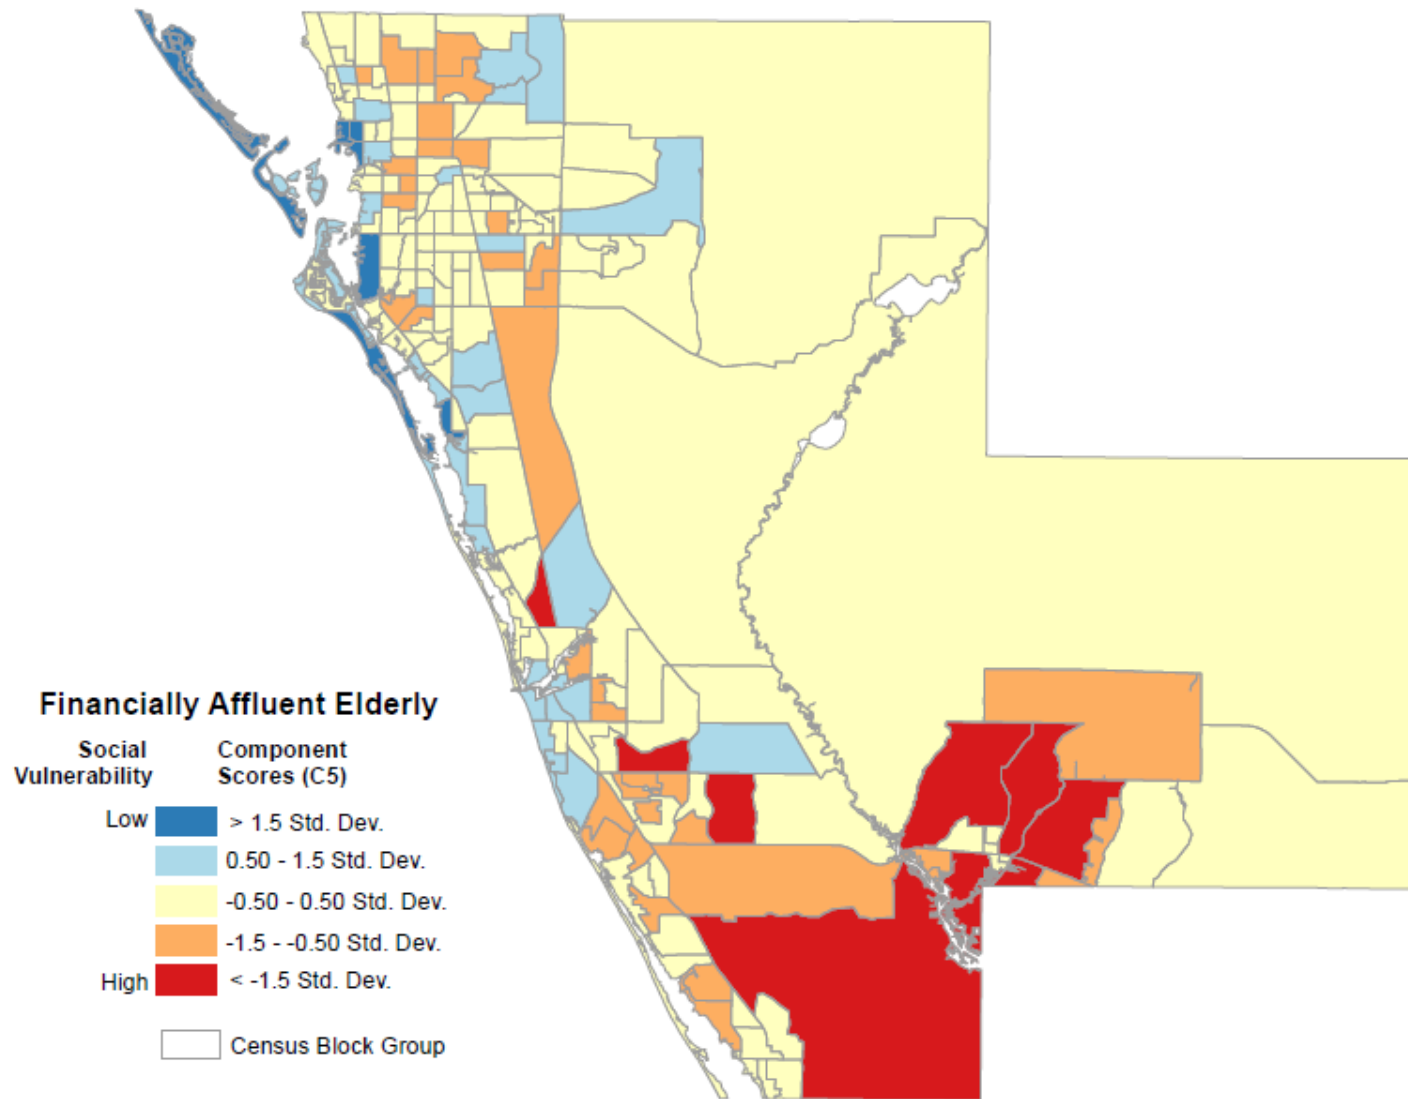 Financially Affluent Elderly
Social Component
Vulnerability Scores (C5)
Low > 1.5 Std. Dev.
0.50 - 1.5 Std. Dev.
-0.50 - 0.50 Std. Dev.
-1.5 - -0.50 Std. Dev.
High < -1.5 Std. Dev.
Census Block Group